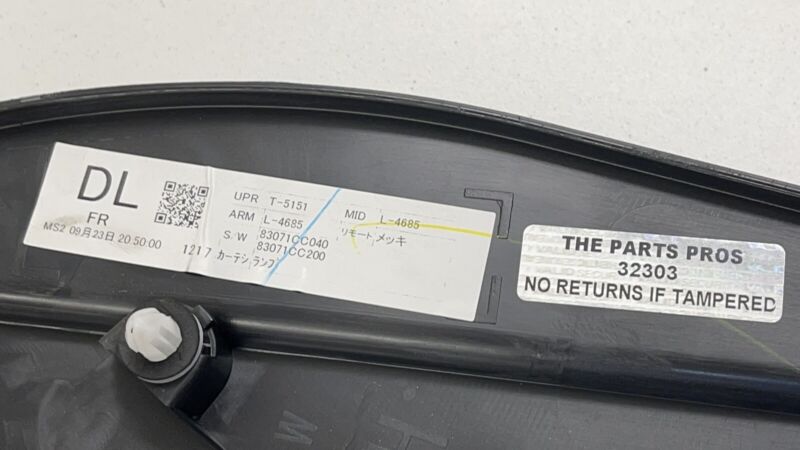 DL
FR
MS2 09月23日 20:50:00
1217 カーテシ ランプ
UPR T-5151
ARM L-4685
S/W 83071CC040
83071CC200
MID L-4685
リモート メッキ
THE PARTS PROS
32303
NO RETURNS IF TAMPERED